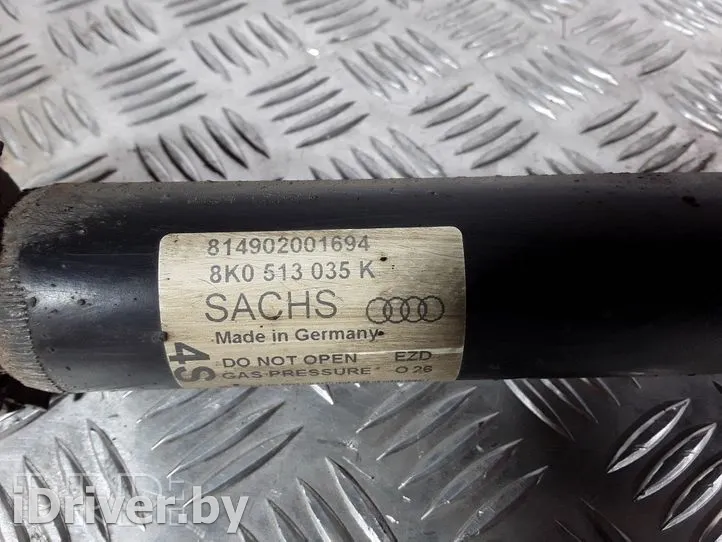 814902001694
8K0 513 035 K
SACHS
Made in Germany
4S
DO NOT OPEN EZD
GAS-PRESSURE O 26
iDriver.by